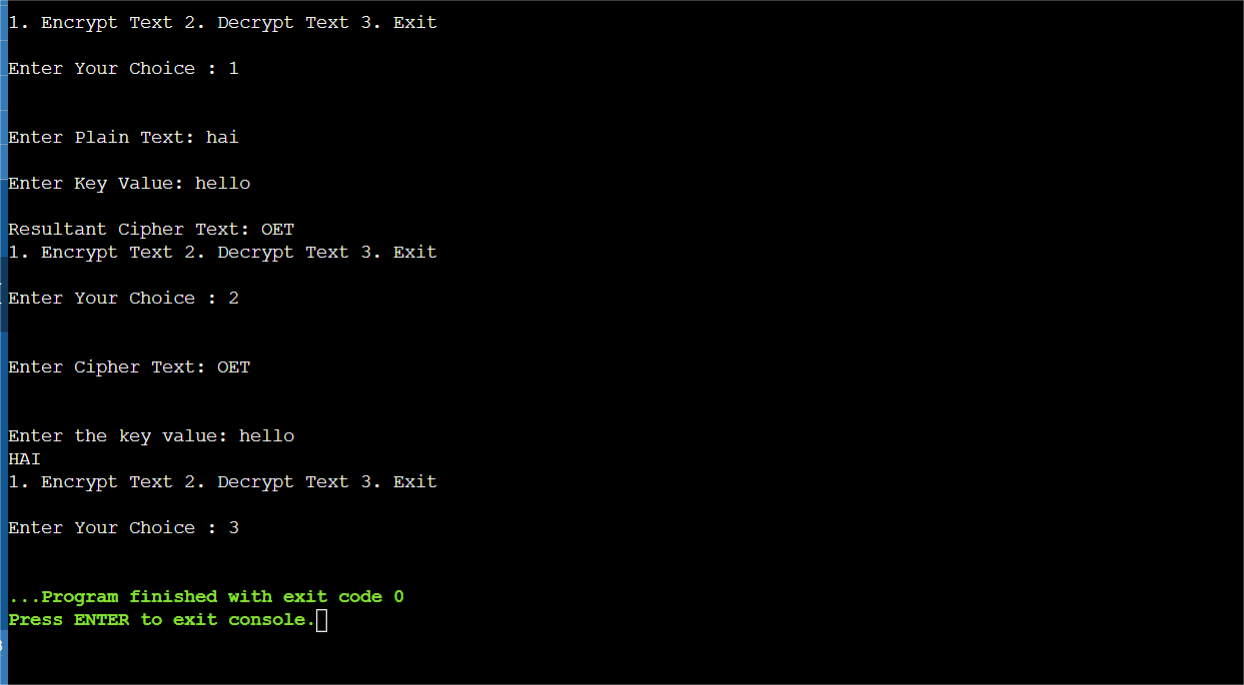 1. Encrypt Text 2. Decrypt Text 3. Exit
Enter Your Choice : 1
Enter Plain Text: hai
Enter Key Value: hello
Resultant Cipher Text: OET
1. Encrypt Text 2. Decrypt Text 3. Exit
Enter Your Choice : 2
Enter Cipher Text: OET
Enter the key value: hello
HAI
1. Encrypt Text 2. Decrypt Text 3. Exit
Enter Your Choice : 3
...Program finished with exit code 0
Press ENTER to exit console.